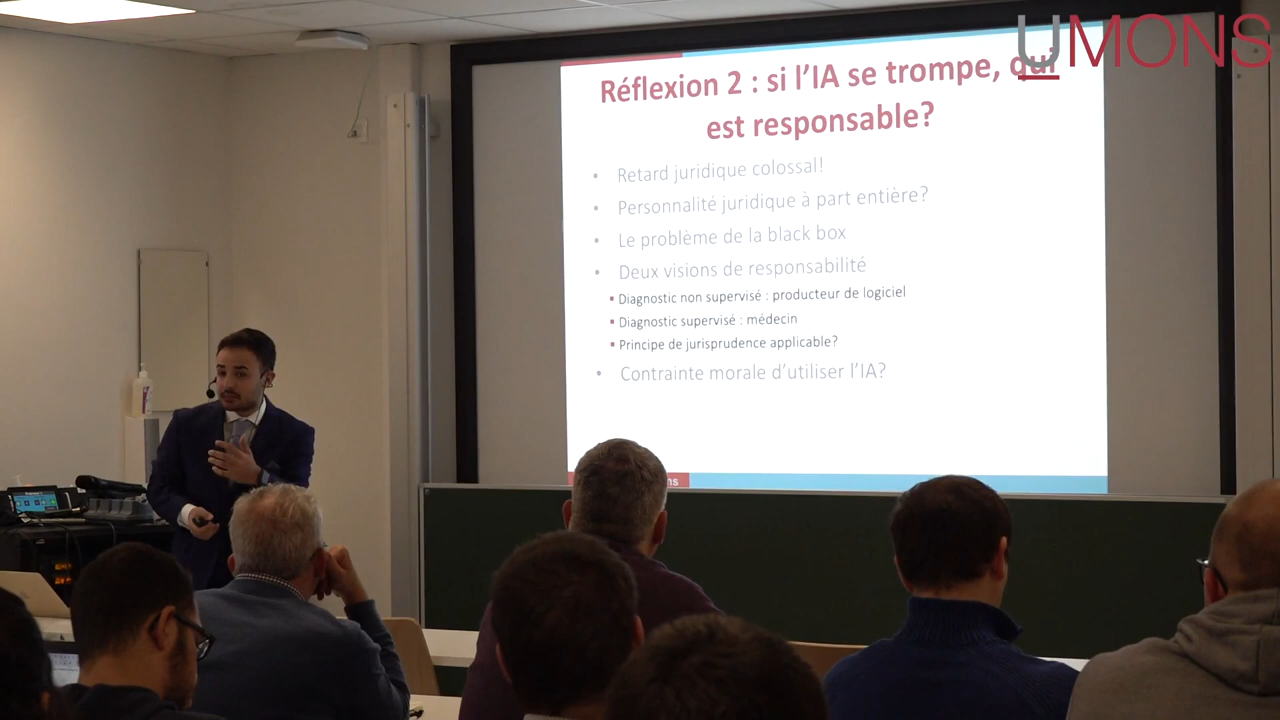 UMONS
Réflexion 2 : si l'IA se trompe, qui
est responsable?
• Retard juridique colossal!
• Personnalité juridique à part entière?
• Le problème de la black box
• Deux visions de responsabilité
▪ Diagnostic non supervisé : producteur de logiciel
▪ Diagnostic supervisé : médecin
▪ Principe de jurisprudence applicable?
• Contrainte morale d'utiliser l'IA?